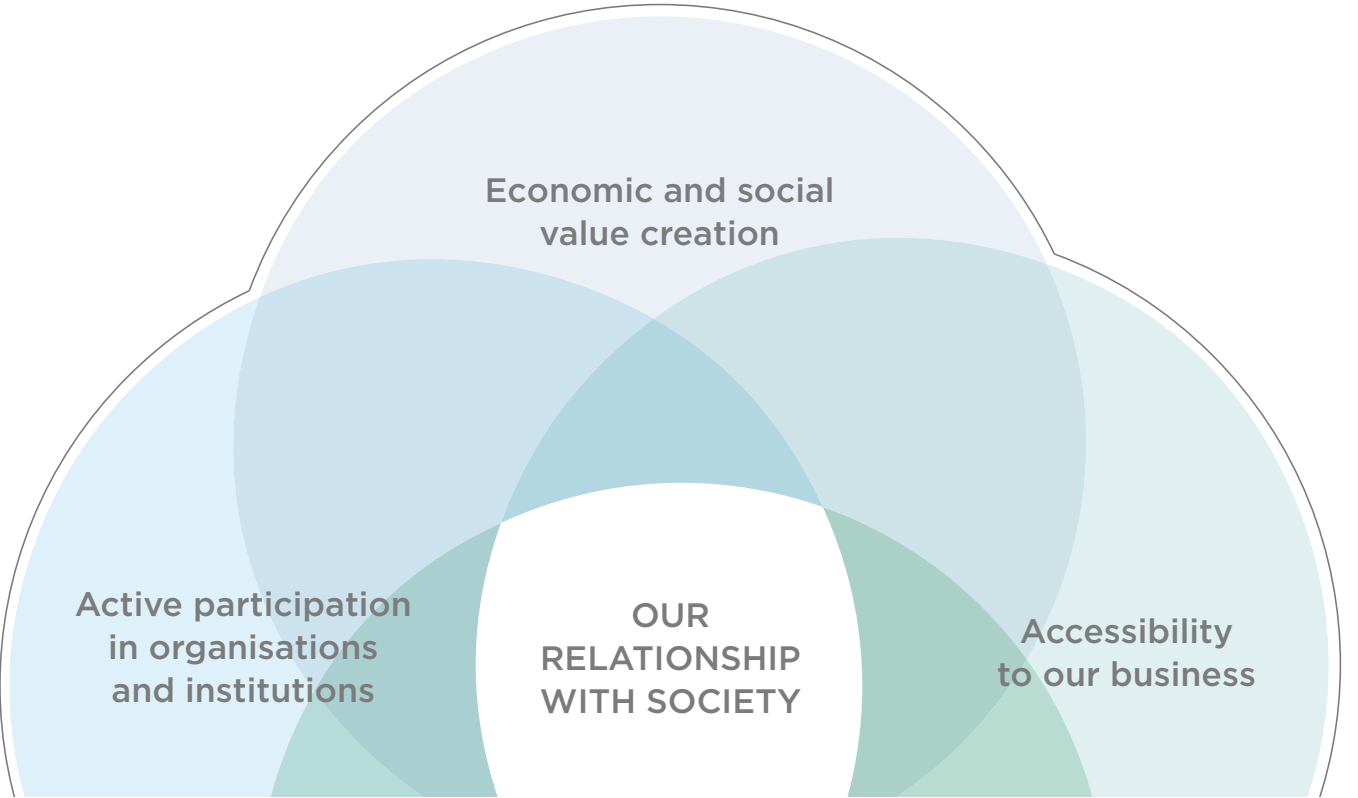 Economic and social
value creation
Active participation
in organisations
and institutions
OUR
RELATIONSHIP
WITH SOCIETY
Accessibility
to our business